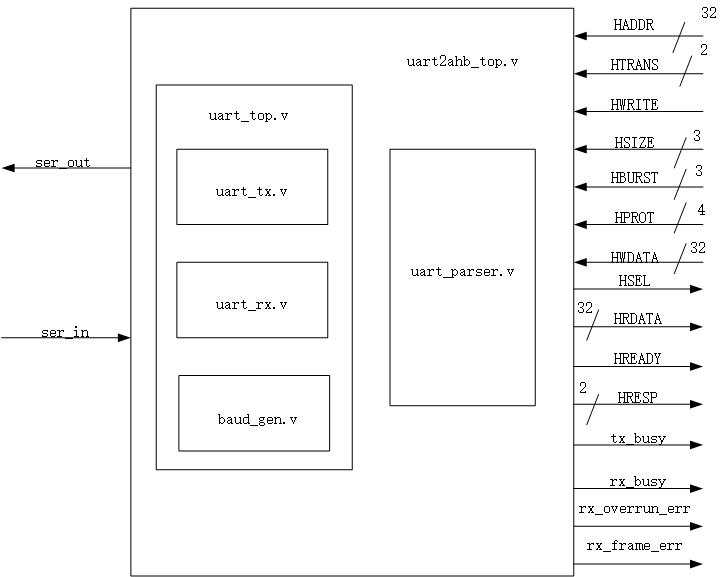 uart2ahb_top.v
uart_top.v
uart_tx.v
uart_rx.v
baud_gen.v
uart_parser.v
ser_out
ser_in
HADDR 32
HTRANS 2
HWRITE
HSIZE 3
HBURST 3
HPROT 4
HWDATA 32
HSEL
32 HRDATA
HREADY
2 HRESP
tx_busy
rx_busy
rx_overrun_err
rx_frame_err